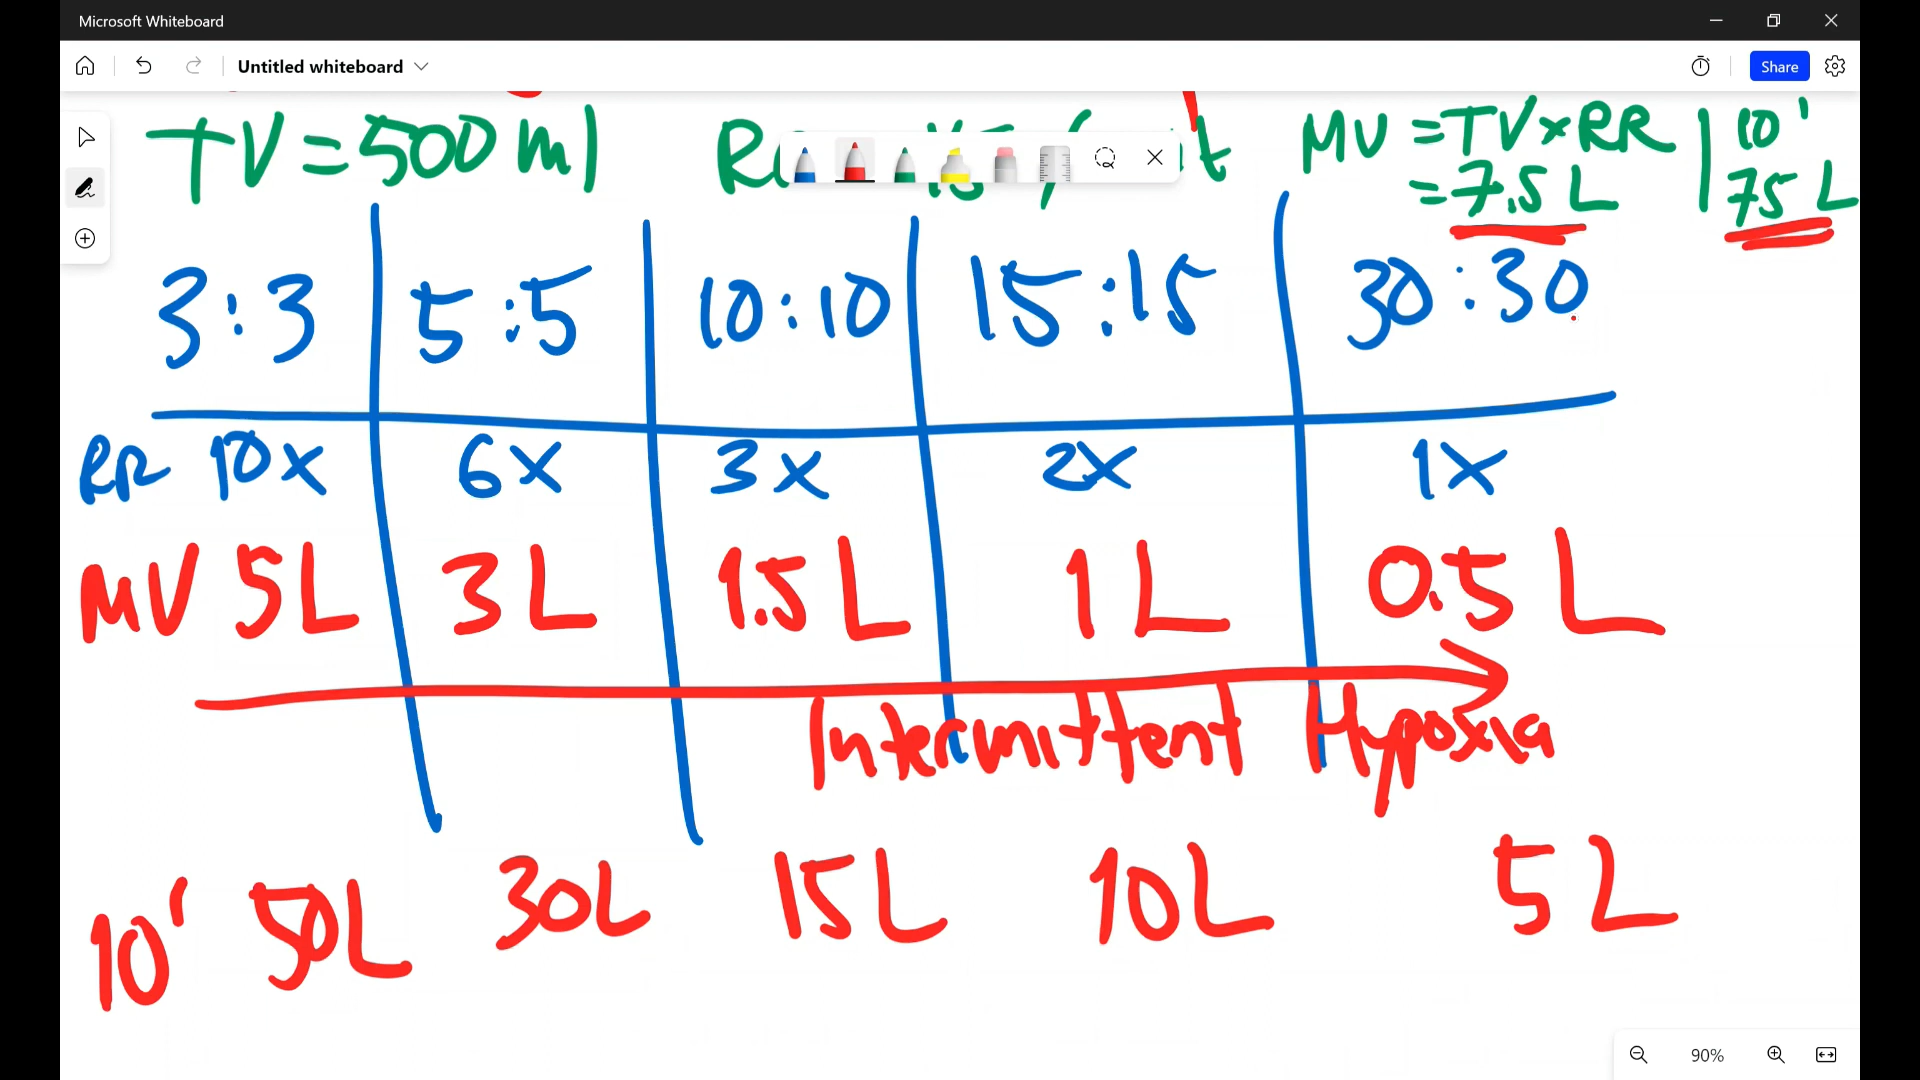 Microsoft Whiteboard
Untitled whiteboard
Share
TV = 500 ml
MV = TV x RR | 10'
= 7.5 L | 75 L
3:3 5:5 10:10 15:15 30:30
RR 10x 6x 3x 2x 1x
MV 5L 3L 1.5 L 1 L 0.5 L
Intermittent Hypoxia
10' 50L 30L 15L 10L 5L
90%